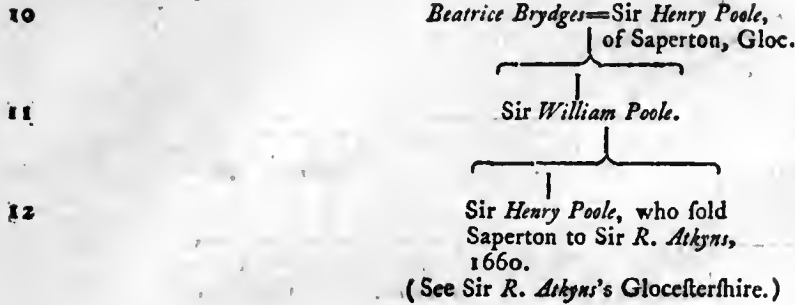 10 Beatrice Brydges=Sir Henry Poole,
of Saperton, Gloc.
11 Sir William Poole.
12 Sir Henry Poole, who ſold
Saperton to Sir R. Atkyns,
1660.
(See Sir R. Atkyns's Gloceſterſhire.)